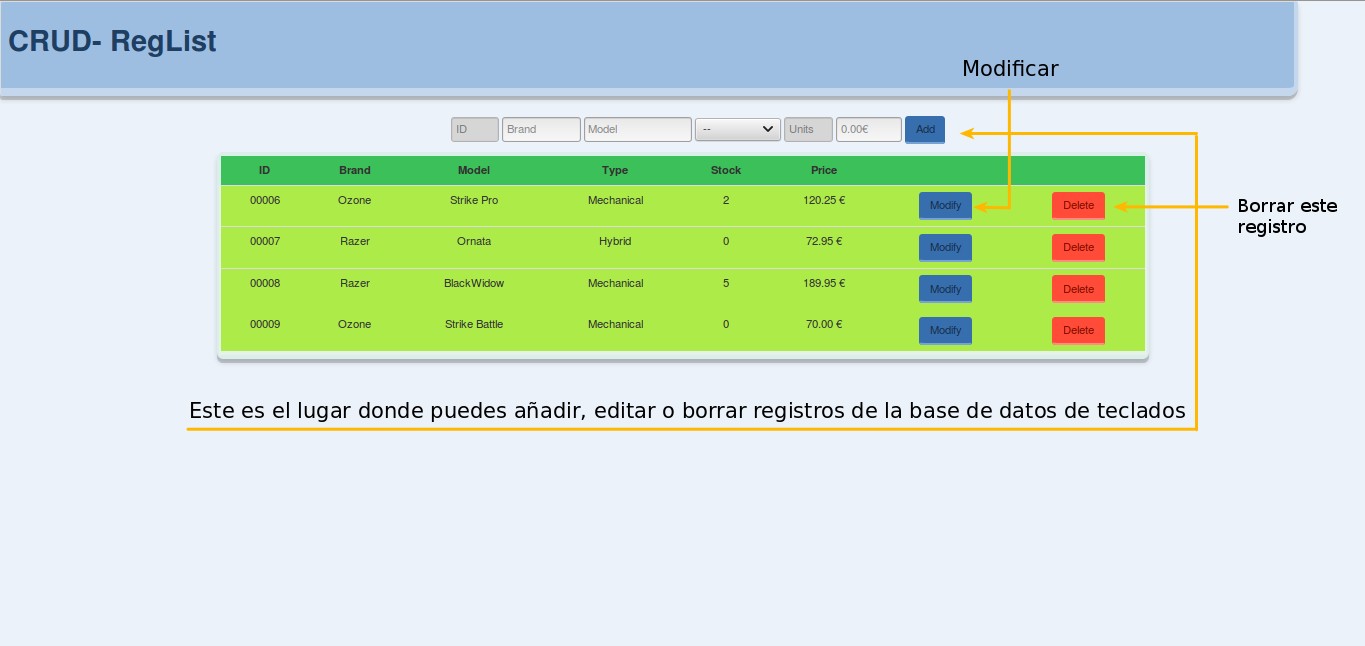 CRUD- RegList
Modificar
ID Brand Model -- Units 0.00€ Add
ID Brand Model Type Stock Price
00006 Ozone Strike Pro Mechanical 2 120.25 € Modify Delete
Borrar este
registro
00007 Razer Ornata Hybrid 0 72.95 € Modify Delete
00008 Razer BlackWidow Mechanical 5 189.95 € Modify Delete
00009 Ozone Strike Battle Mechanical 0 70.00 € Modify Delete
Este es el lugar donde puedes añadir, editar o borrar registros de la base de datos de teclados